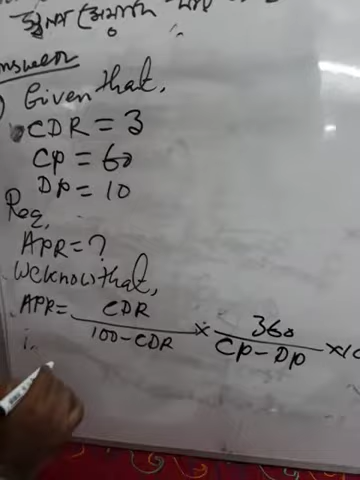 Answer
Given that,
CDR = 3
CP = 60
DP = 10
Req,
APR = ?
We know that,
APR = CDR / 100 - CDR × 360 / CP - DP × 10
i.